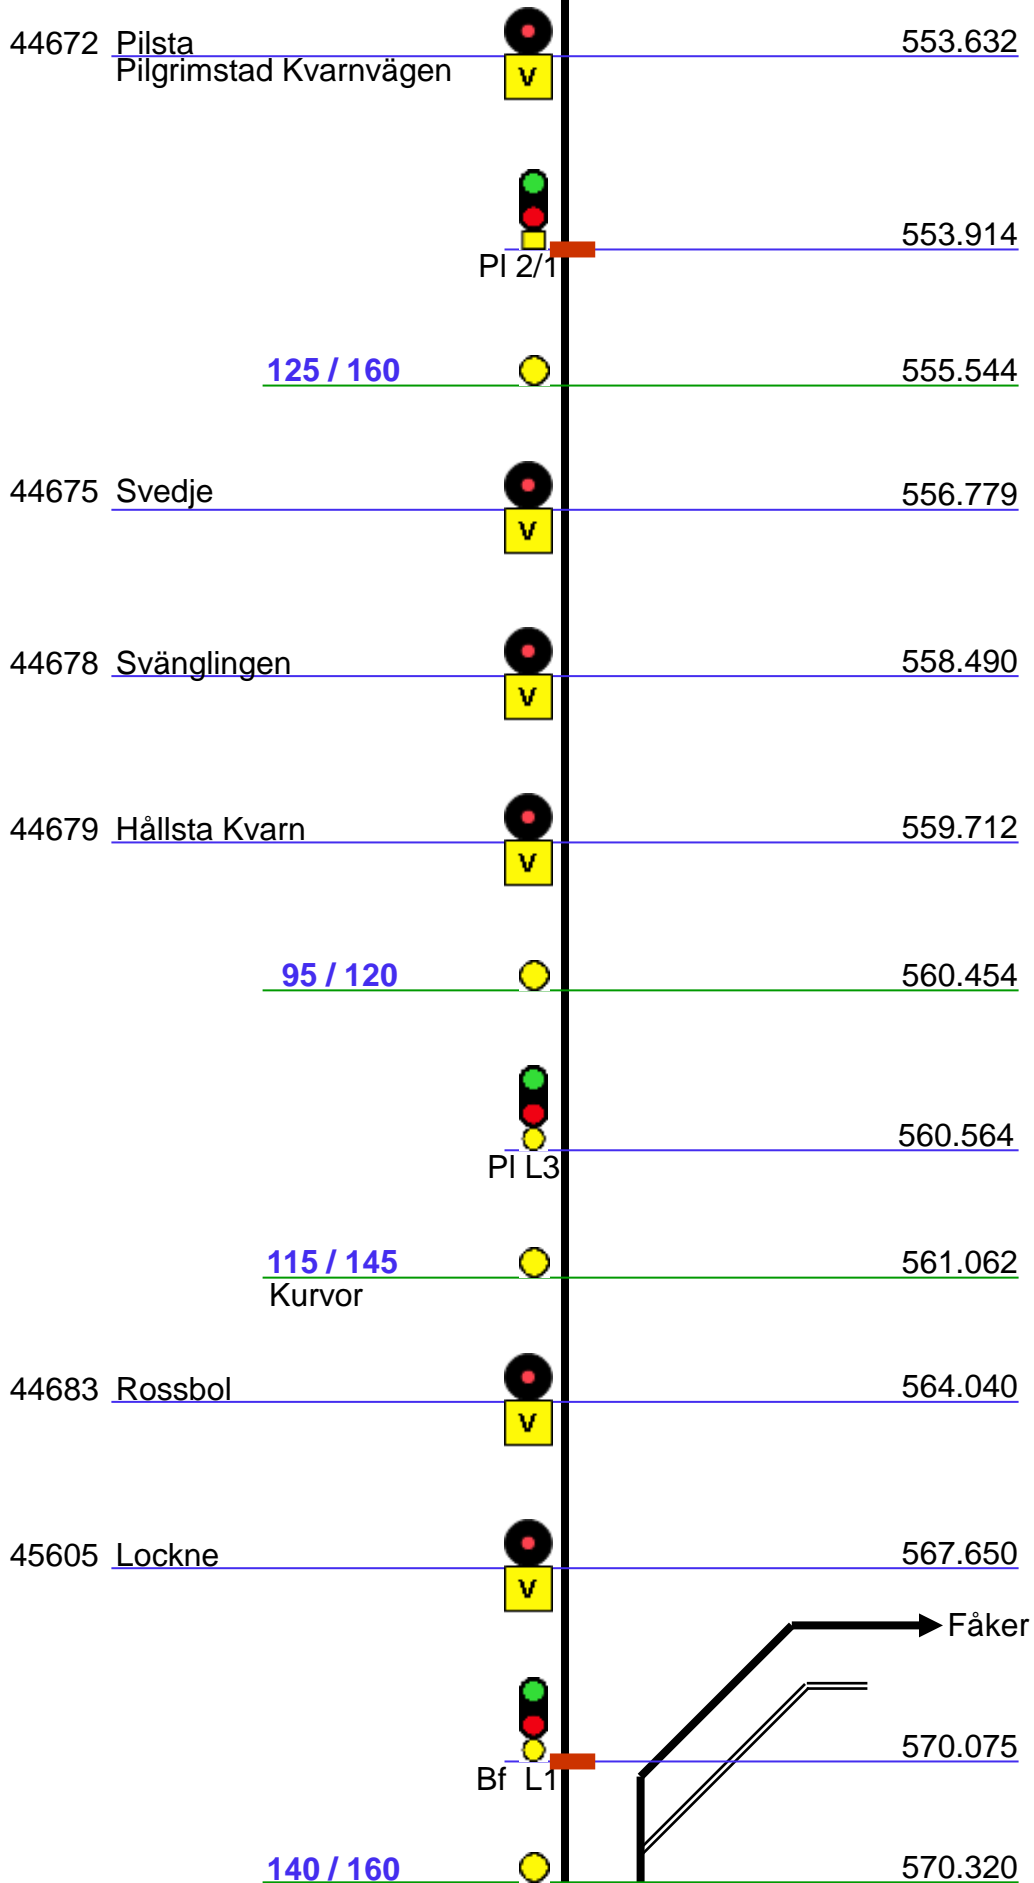 44672 Pilsta 553.632
Pilgrimstad Kvarnvägen
V
553.914
Pl 2/1
125 / 160 555.544
44675 Svedje 556.779
V
44678 Svänglingen 558.490
V
44679 Hållsta Kvarn 559.712
V
95 / 120 560.454
560.564
Pl L3
115 / 145 561.062
Kurvor
44683 Rossbol 564.040
V
45605 Lockne 567.650
V
Fåker
570.075
Bf L1
140 / 160 570.320